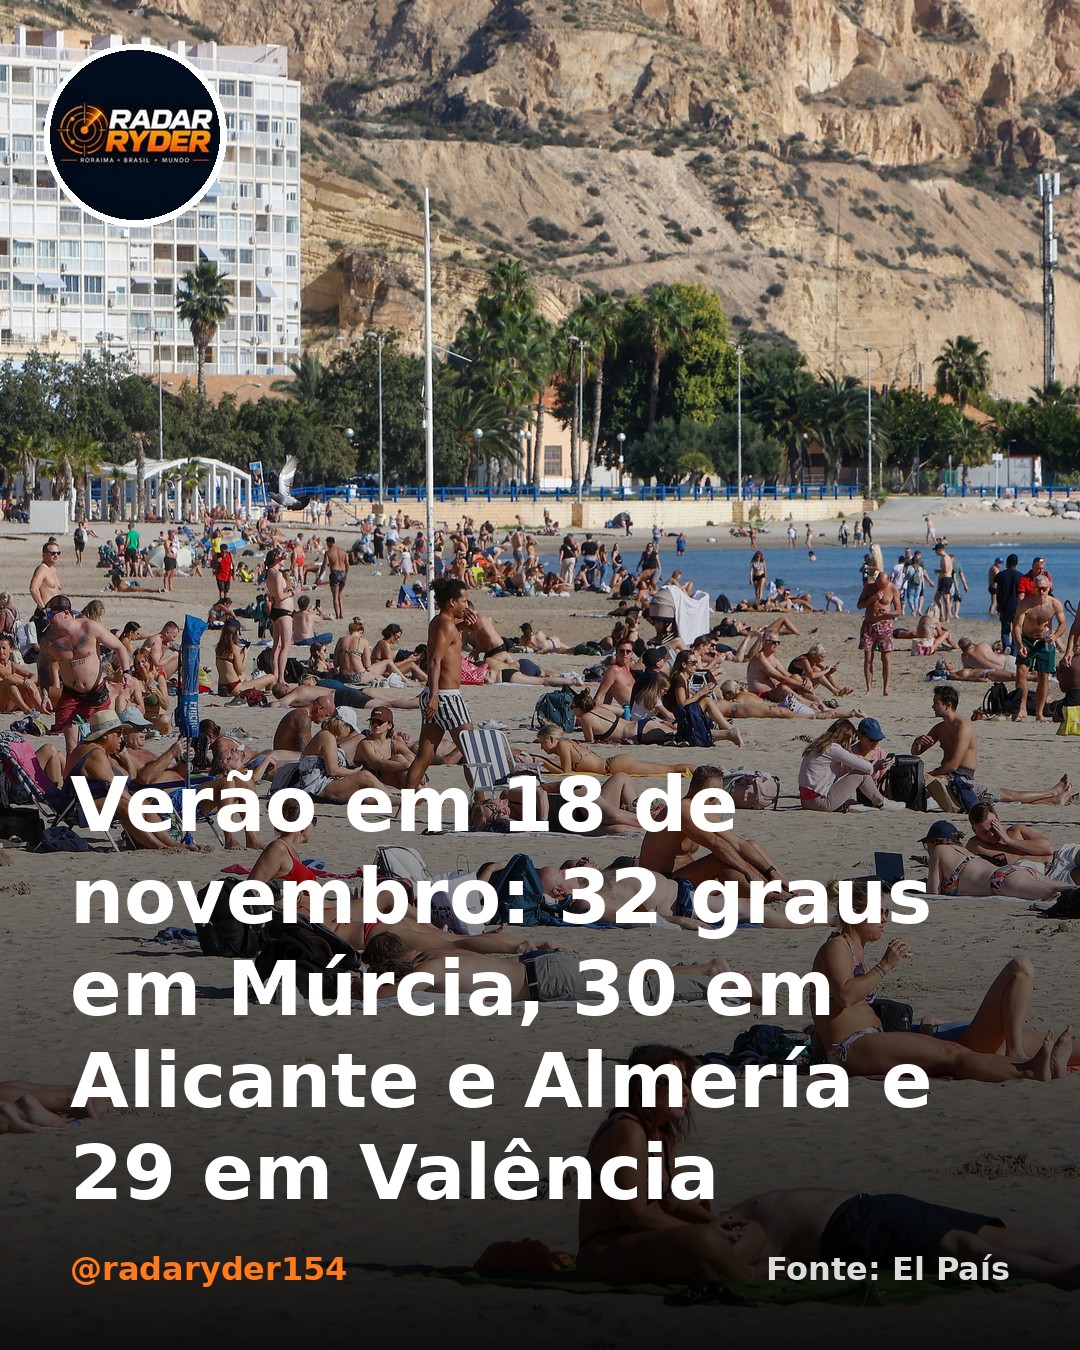 RADAR
RYDER
RORAIMA • BRASIL • MUNDO
Verão em 18 de
novembro: 32 graus
em Múrcia, 30 em
Alicante e Almería e
29 em Valência
@radaryder154
Fonte: El País